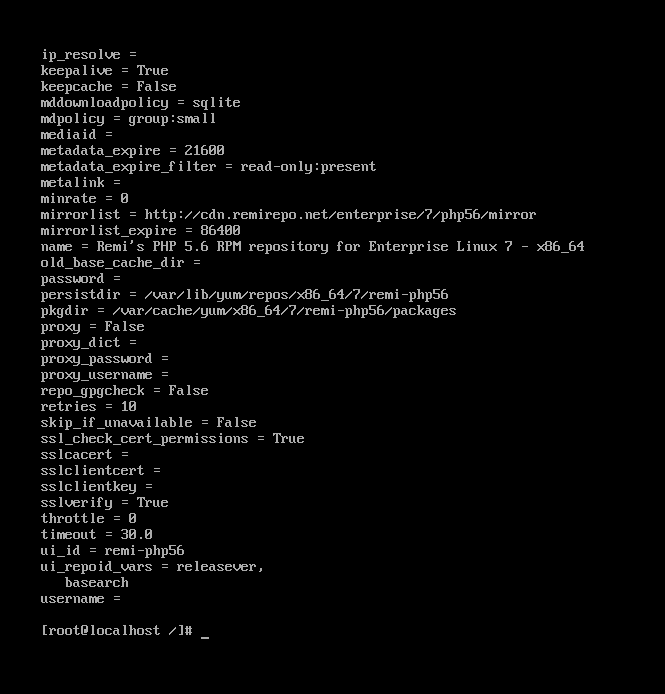 ip_resolve =
keepalive = True
keepcache = False
mddownloadpolicy = sqlite
mdpolicy = group:small
mediaid =
metadata_expire = 21600
metadata_expire_filter = read-only:present
metalink =
minrate = 0
mirrorlist = http://cdn.remirepo.net/enterprise/7/php56/mirror
mirrorlist_expire = 86400
name = Remi's PHP 5.6 RPM repository for Enterprise Linux 7 - x86_64
old_base_cache_dir =
password =
persistdir = /var/lib/yum/repos/x86_64/7/remi-php56
pkgdir = /var/cache/yum/x86_64/7/remi-php56/packages
proxy = False
proxy_dict =
proxy_password =
proxy_username =
repo_gpgcheck = False
retries = 10
skip_if_unavailable = False
ssl_check_cert_permissions = True
sslcacert =
sslclientcert =
sslclientkey =
sslverify = True
throttle = 0
timeout = 30.0
ui_id = remi-php56
ui_repoid_vars = releasever,
   basearch
username =

[root@localhost /]# _